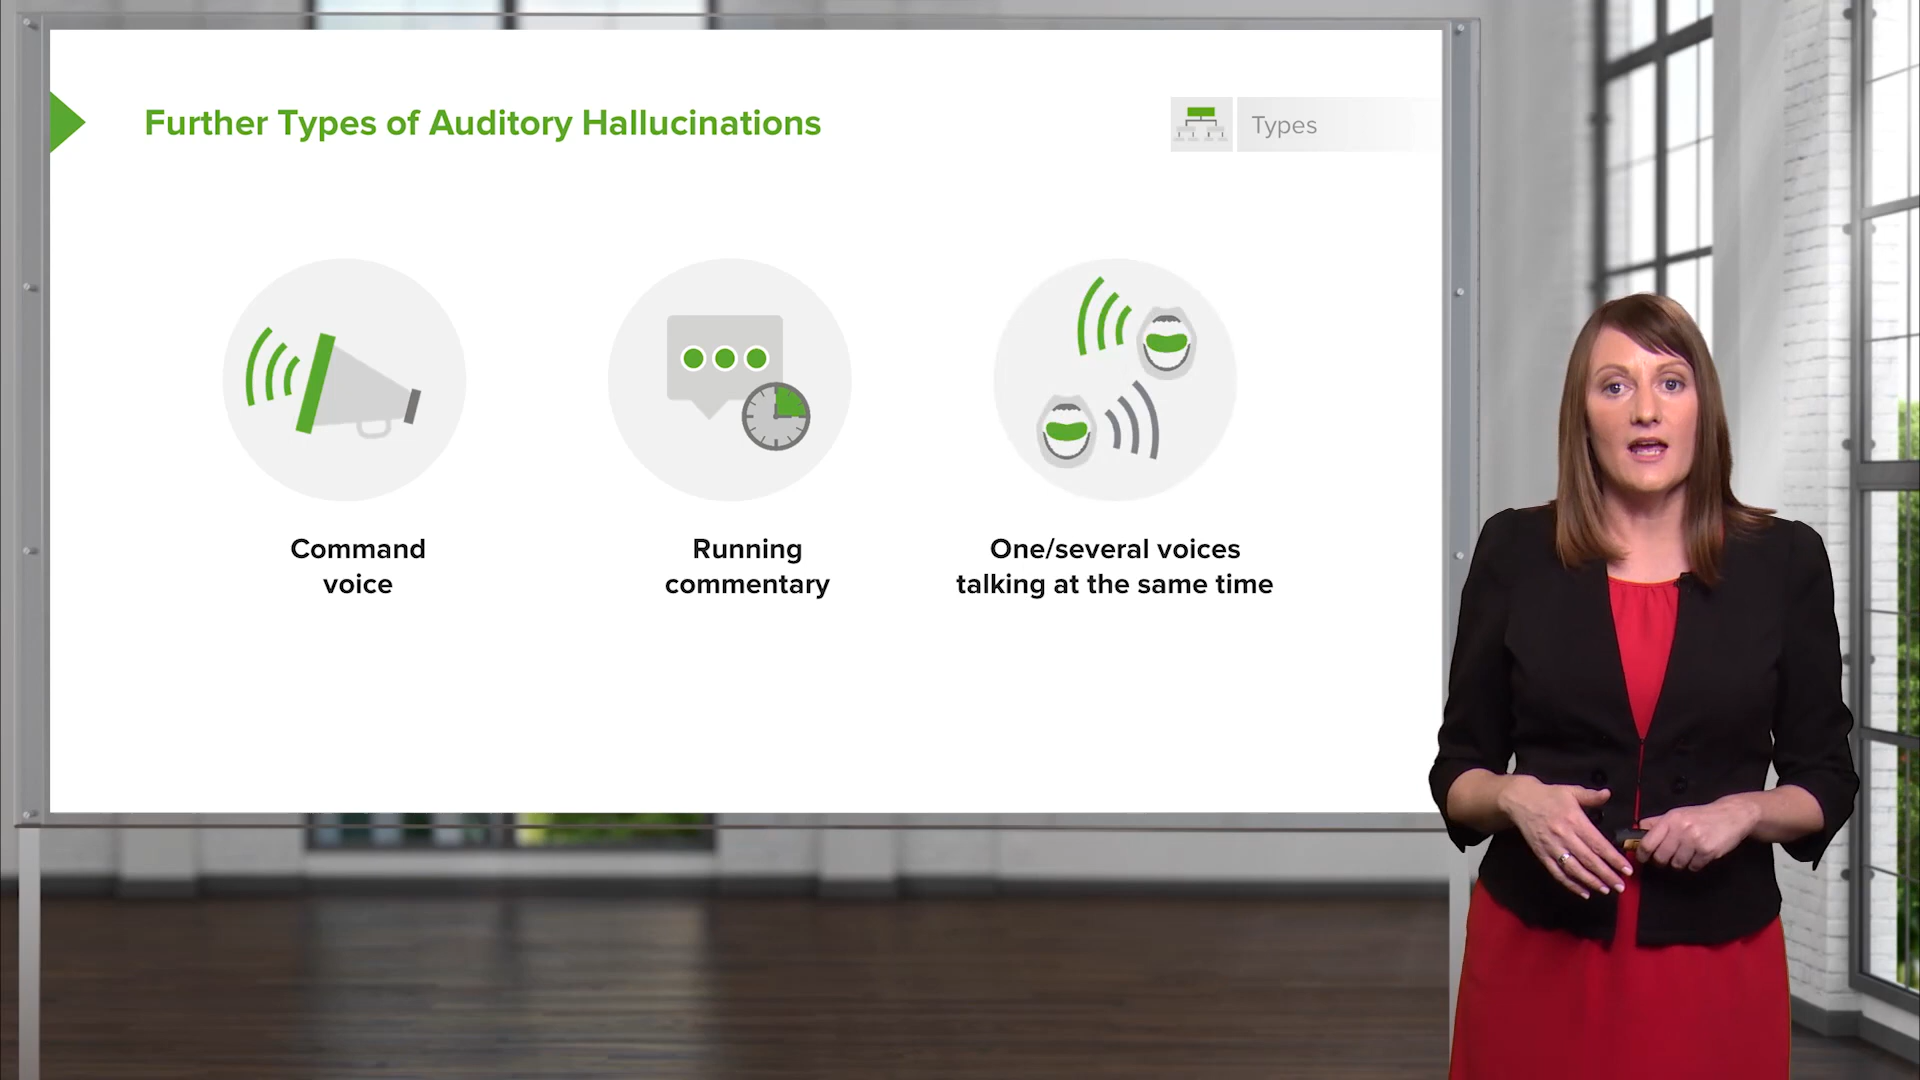 Further Types of Auditory Hallucinations
Types
Command
voice
Running
commentary
One/several voices
talking at the same time